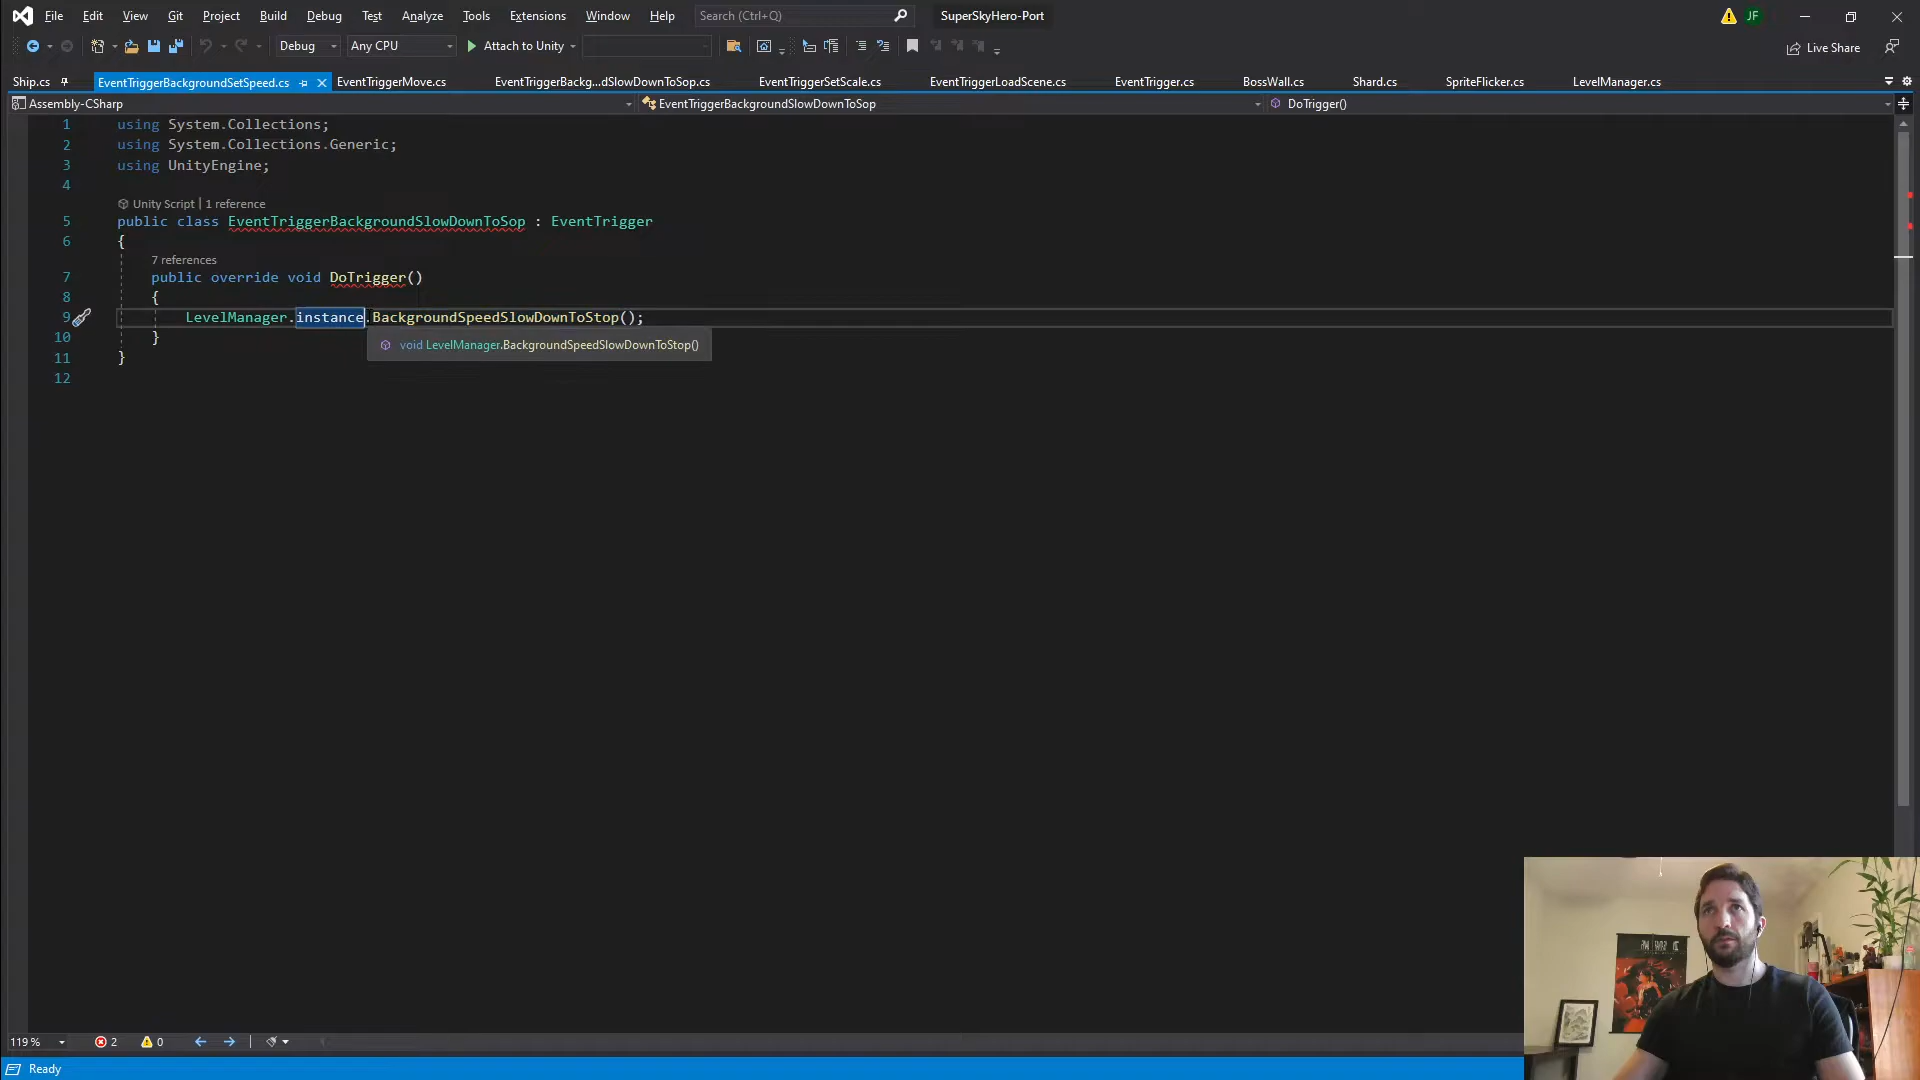 File Edit View Git Project Build Debug Test Analyze Tools Extensions Window Help Search (Ctrl+Q) SuperSkyHero-Port JF
Debug Any CPU Attach to Unity Live Share
Ship.cs EventTriggerBackgroundSetSpeed.cs EventTriggerMove.cs EventTriggerBackg...dSlowDownToSop.cs EventTriggerSetScale.cs EventTriggerLoadScene.cs EventTrigger.cs BossWall.cs Shard.cs SpriteFlicker.cs LevelManager.cs
Assembly-CSharp EventTriggerBackgroundSlowDownToSop DoTrigger()
1 using System.Collections;
2 using System.Collections.Generic;
3 using UnityEngine;
4
Unity Script | 1 reference
5 public class EventTriggerBackgroundSlowDownToSop : EventTrigger
6 {
7 references
7 public override void DoTrigger()
8 {
9 LevelManager.instance.BackgroundSpeedSlowDownToStop();
10 }
void LevelManager.BackgroundSpeedSlowDownToStop()
11 }
12
119 % 2 0
Ready